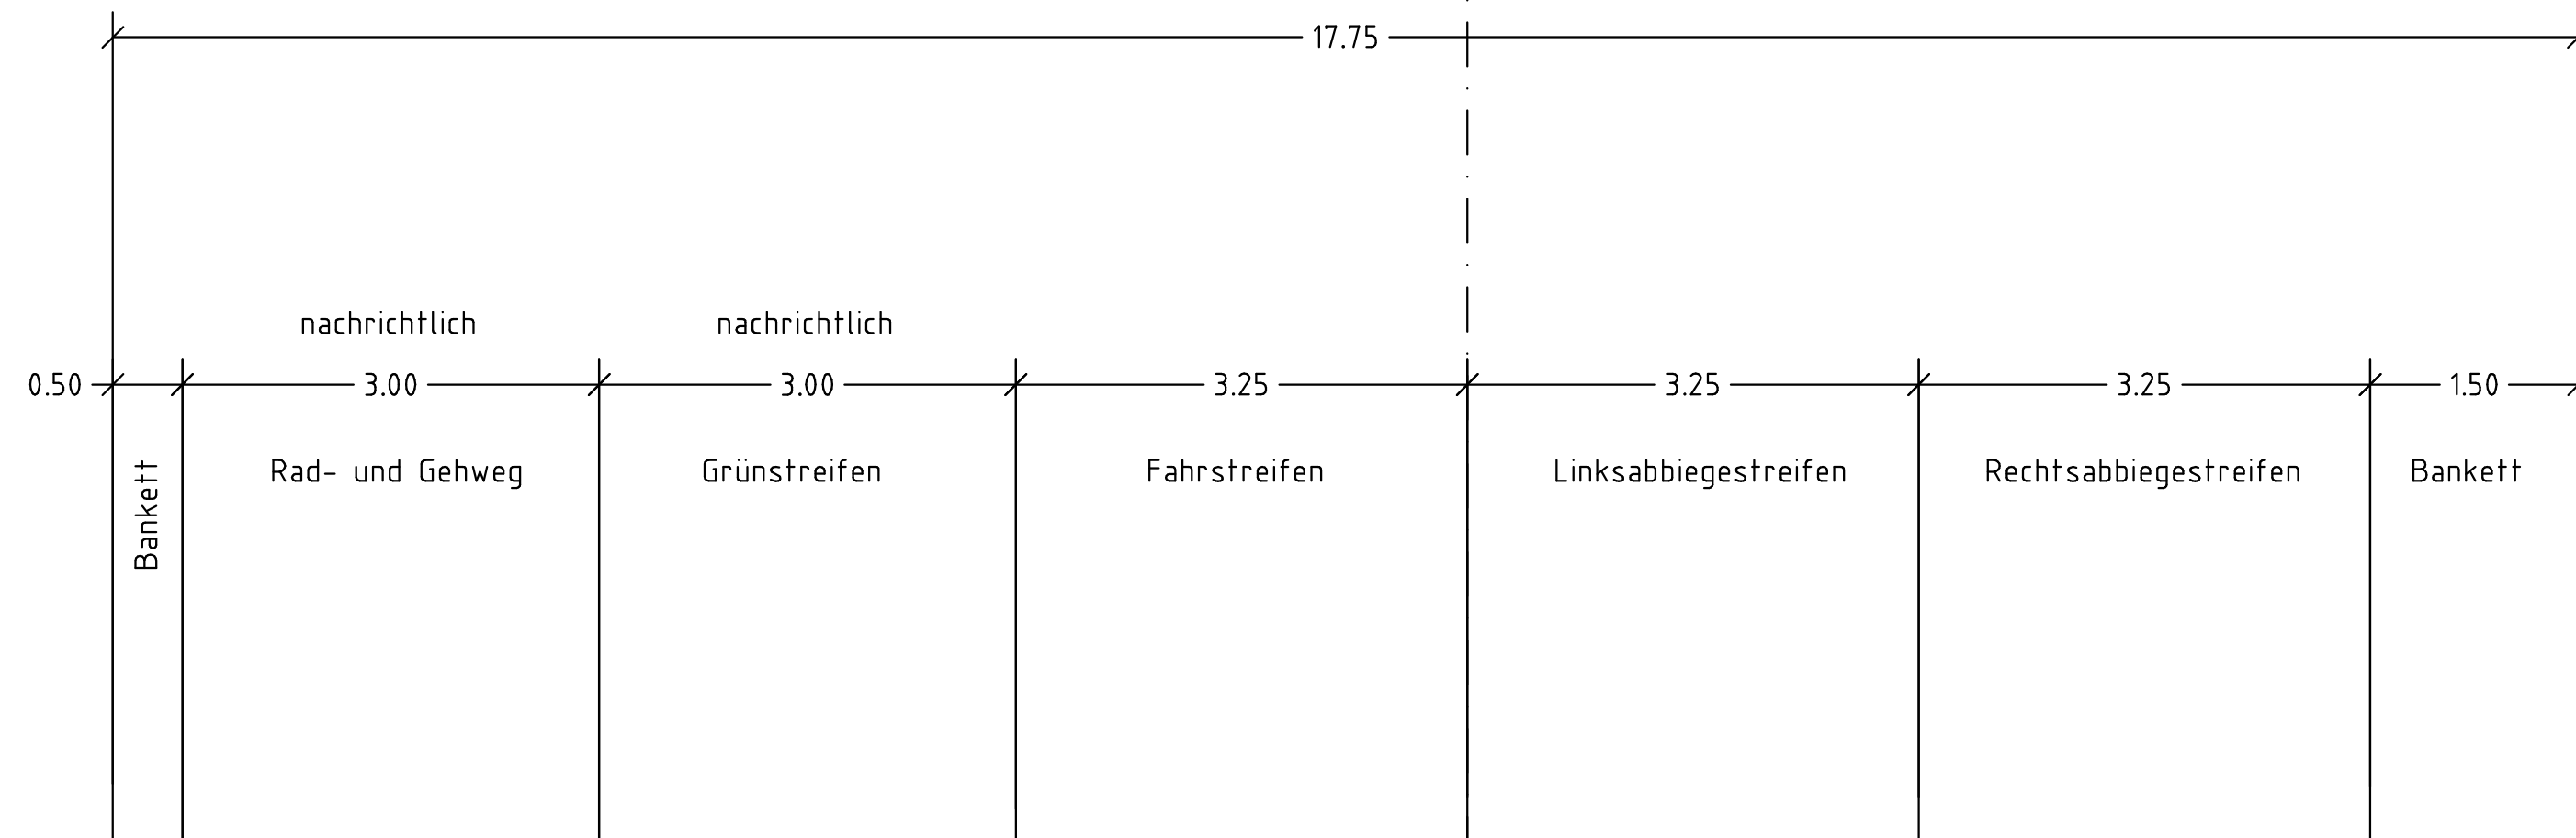 17.75
nachrichtlich nachrichtlich
0.50 3.00 3.00 3.25 3.25 3.25 1.50
Bankett Rad- und Gehweg Grünstreifen Fahrstreifen Linksabbiegestreifen Rechtsabbiegestreifen Bankett